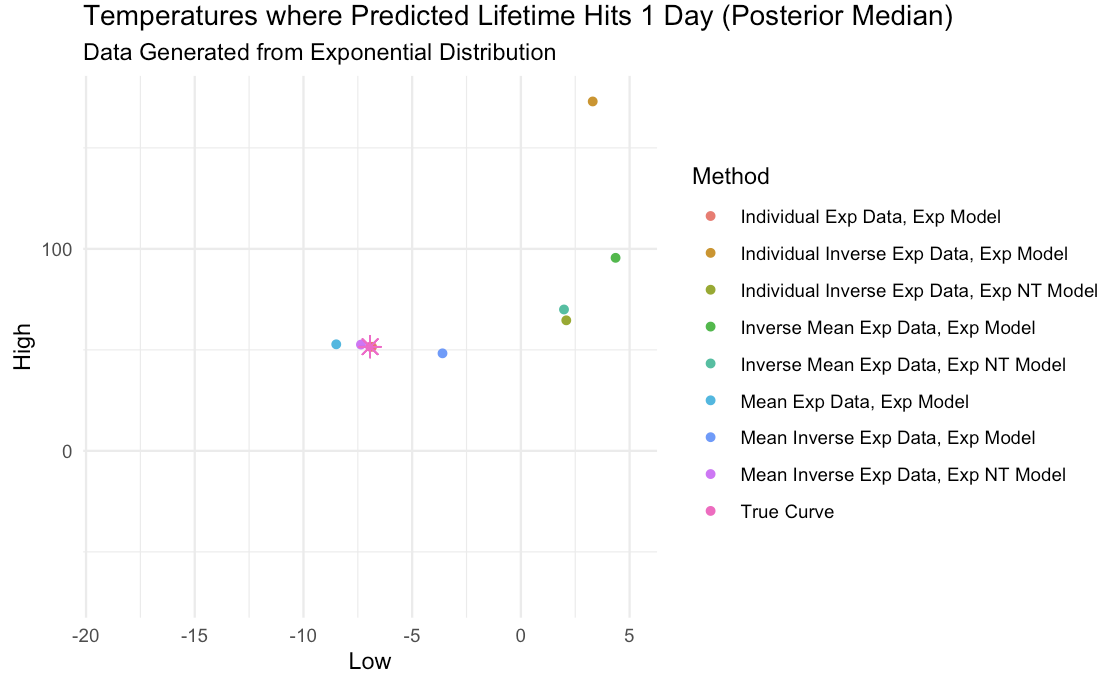 Temperatures where Predicted Lifetime Hits 1 Day (Posterior Median)
Data Generated from Exponential Distribution
High
100
0
-20
-15
-10
-5
0
5
Low
Method
Individual Exp Data, Exp Model
Individual Inverse Exp Data, Exp Model
Individual Inverse Exp Data, Exp NT Model
Inverse Mean Exp Data, Exp Model
Inverse Mean Exp Data, Exp NT Model
Mean Exp Data, Exp Model
Mean Inverse Exp Data, Exp Model
Mean Inverse Exp Data, Exp NT Model
True Curve